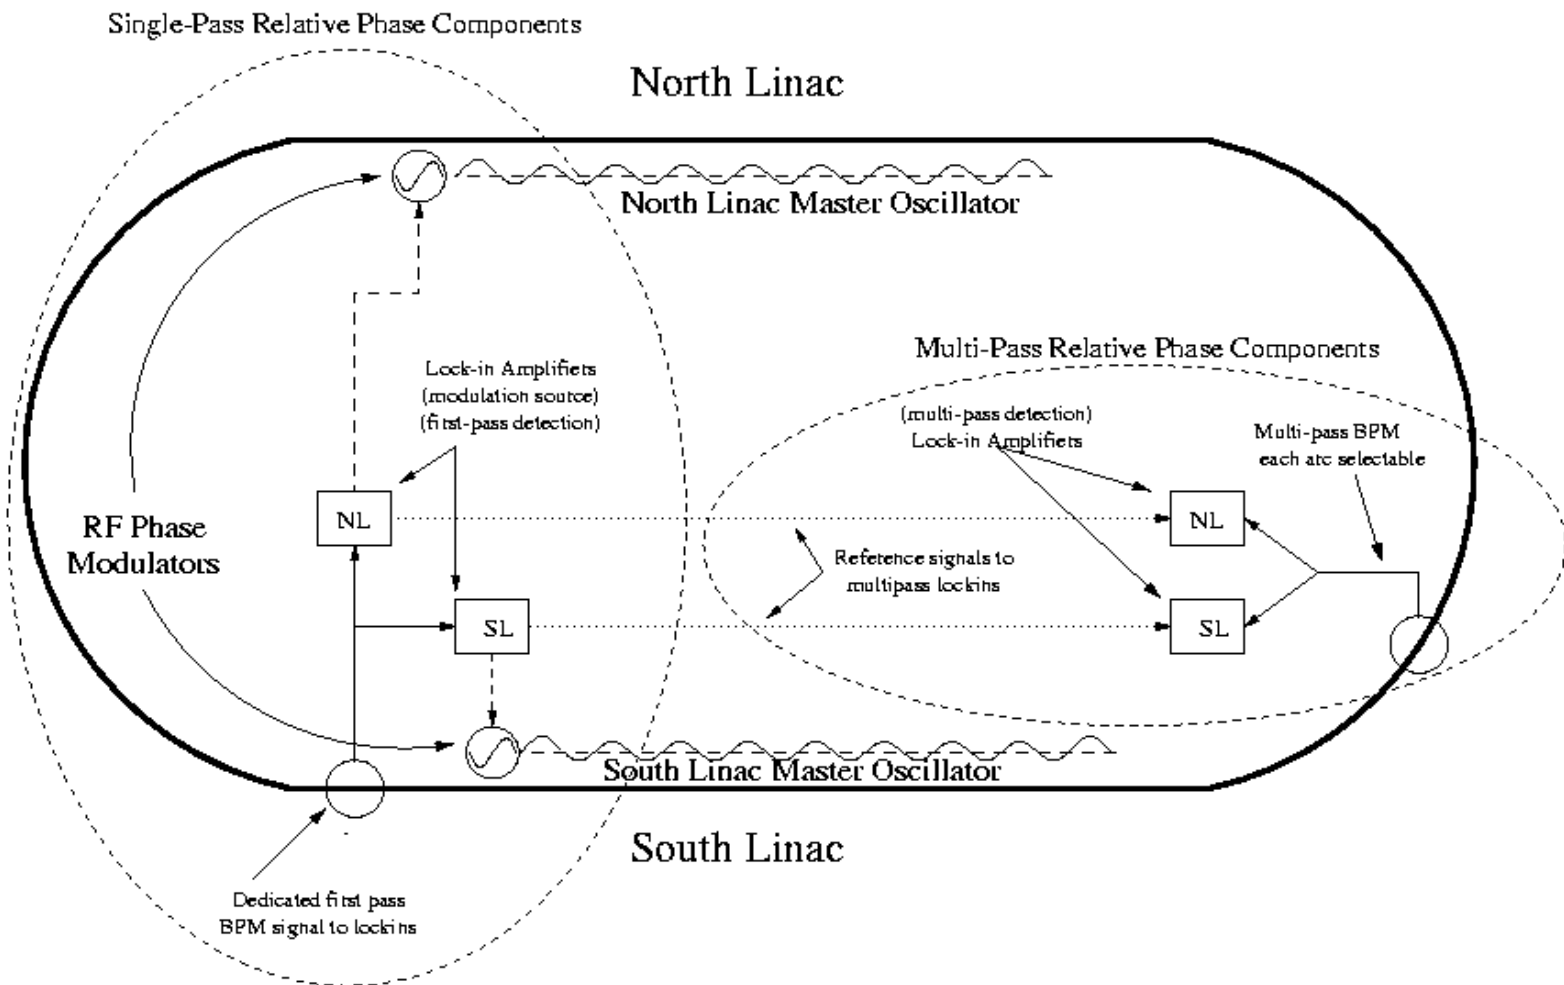 Single-Pass Relative Phase Components
North Linac
North Linac Master Oscillator
Lock-in Amplifiers
(modulation source)
(first-pass detection)
Multi-Pass Relative Phase Components
(multi-pass detection)
Lock-in Amplifiers
Multi-pass BPM
each arc selectable
RF Phase
Modulators
NL
NL
Reference signals to
multipass lockins
SL
SL
South Linac Master Oscillator
South Linac
Dedicated first pass
BPM signal to lockins